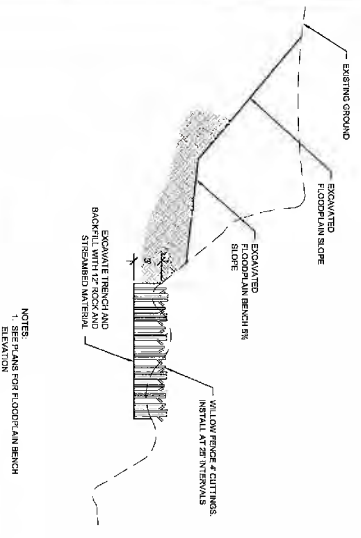 EXISTING GROUND
EXCAVATED
FLOODPLAIN SLOPE
EXCAVATED
FLOODPLAIN BENCH 5%
SLOPE
WILLOW FENCE 4' CUTTINGS.
INSTALL AT 25' INTERVALS
EXCAVATE TRENCH AND
BACKFILL WITH 12" ROCK AND
STREAMBED MATERIAL
NOTES:
1. SEE PLANS FOR FLOODPLAIN BENCH
ELEVATION